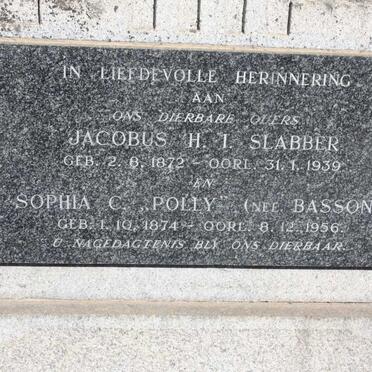 IN LIEFDEVOLLE HERINNERING
AAN
ONS DIERBARE OUERS
JACOBUS H. I. SLABBER
GEB. 2. 8. 1872 – OORL. 31. 1. 1939
EN
SOPHIA C. „POLLY” (NEE BASSON
GEB. 1. 10. 1874 – OORL. 8. 12. 1956.
U NAGEDAGTENIS BLY ONS DIERBAAR.